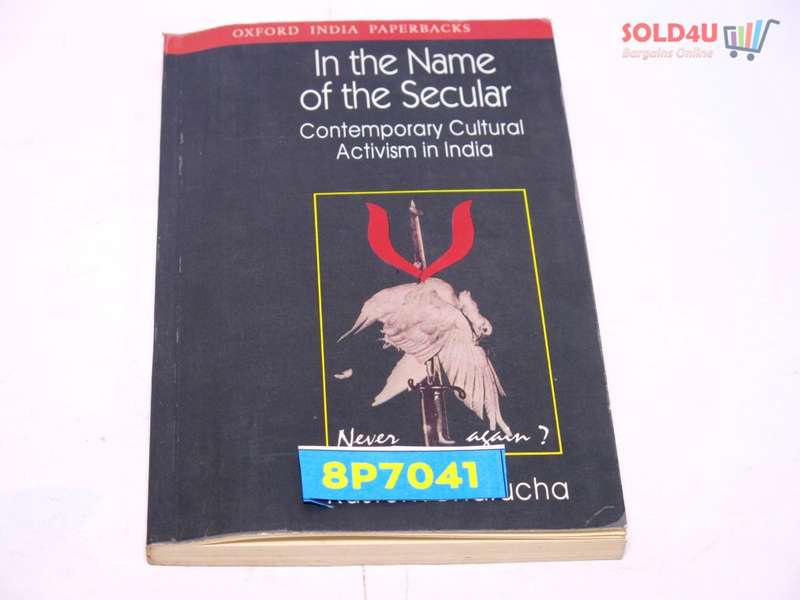 SOLD4U
Bargains Online
OXFORD INDIA PAPERBACKS
In the Name
of the Secular
Contemporary Cultural
Activism in India
Never again?
8P7041